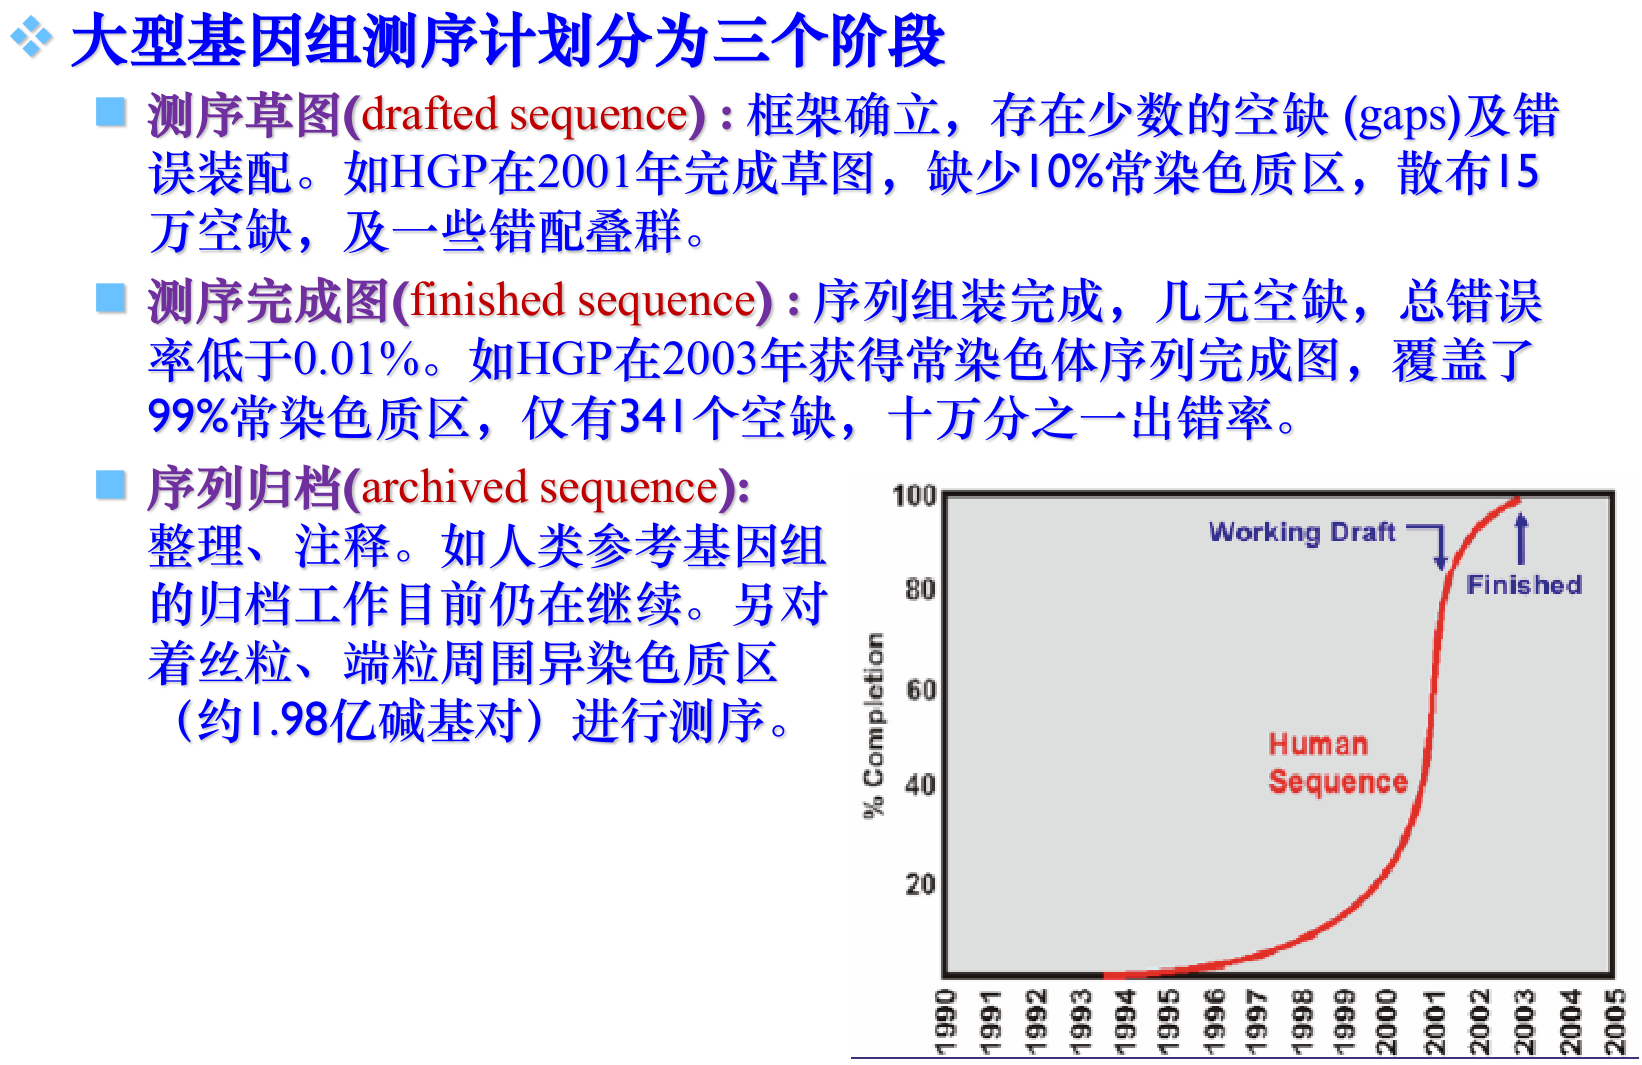 大型基因组测序计划分为三个阶段
测序草图(drafted sequence)：框架确立，存在少数的空缺 (gaps)及错
误装配。如HGP在2001年完成草图，缺少10%常染色质区，散布15
万空缺，及一些错配叠群。
测序完成图(finished sequence)：序列组装完成，几无空缺，总错误
率低于0.01%。如HGP在2003年获得常染色体序列完成图，覆盖了
99%常染色质区，仅有341个空缺，十万分之一出错率。
序列归档(archived sequence):
整理、注释。如人类参考基因组
的归档工作目前仍在继续。另对
着丝粒、端粒周围异染色质区
（约1.98亿碱基对）进行测序。
100
80
60
40
20
% Completion
Working Draft
Finished
Human
Sequence
1990
1991
1992
1993
1994
1995
1996
1997
1998
1999
2000
2001
2002
2003
2004
2005